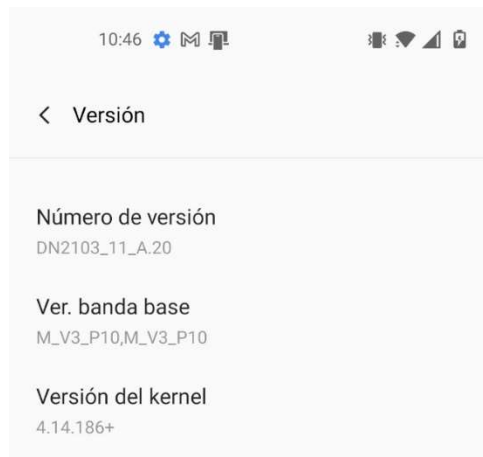 10:46
Versión
Número de versión
DN2103_11_A.20
Ver. banda base
M_V3_P10,M_V3_P10
Versión del kernel
4.14.186+